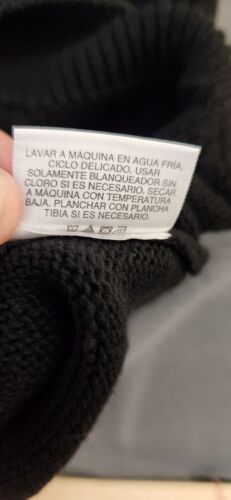 LAVAR A MÁQUINA EN AGUA FRÍA,
CICLO DELICADO. USAR
SOLAMENTE BLANQUEADOR SIN
CLORO SI ES NECESARIO. SECAR
A MÁQUINA CON TEMPERATURA
BAJA. PLANCHAR CON PLANCHA
TIBIA SI ES NECESARIO.